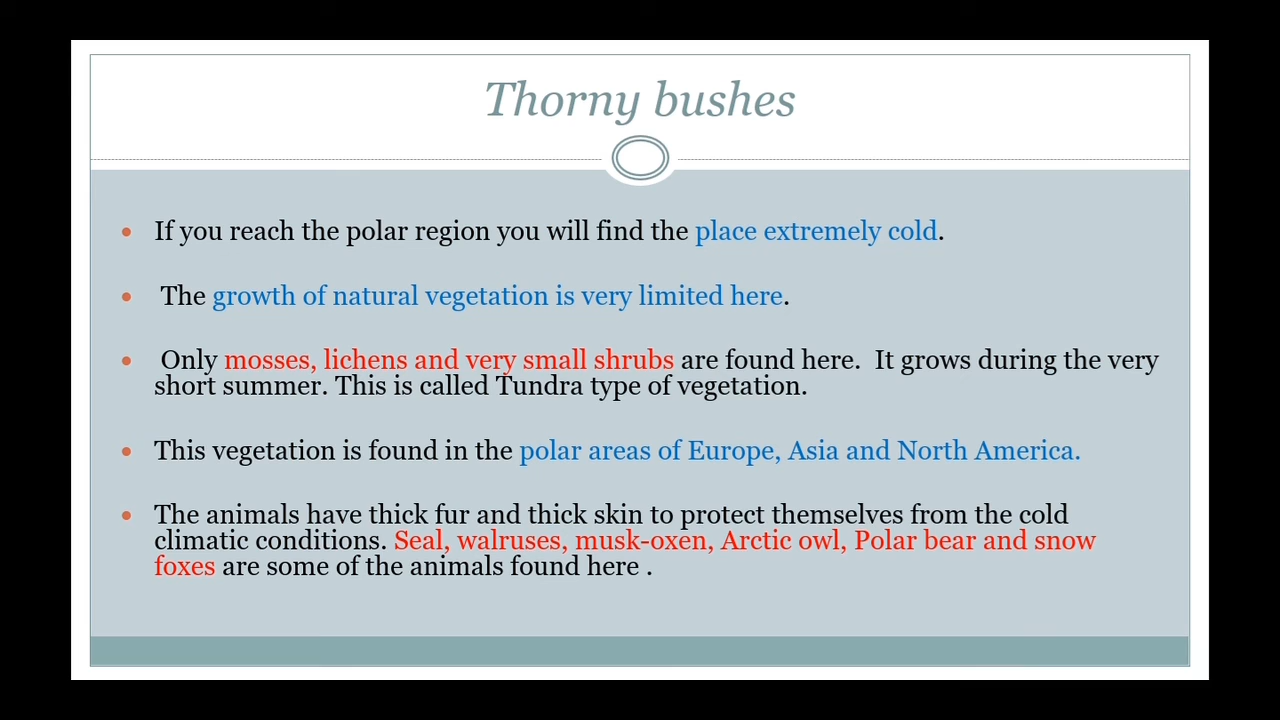 Thorny bushes
If you reach the polar region you will find the place extremely cold.
The growth of natural vegetation is very limited here.
Only mosses, lichens and very small shrubs are found here.  It grows during the very
short summer. This is called Tundra type of vegetation.
This vegetation is found in the polar areas of Europe, Asia and North America.
The animals have thick fur and thick skin to protect themselves from the cold
climatic conditions. Seal, walruses, musk-oxen, Arctic owl, Polar bear and snow
foxes are some of the animals found here .